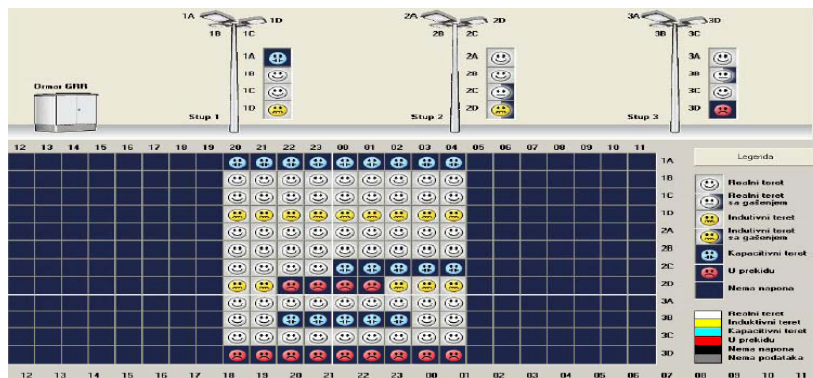 1A 1D 2A 2D 3A 3D
1B 1C 2B 2C 3B 3C
1A 2A 3A
1B 2B 3B
1C 2C 3C
1D 2D 3D
Ormar GRR
Stup 1 Stup 2 Stup 3
12 13 14 15 16 17 18 19 20 21 22 23 00 01 02 03 04 05 06 07 08 09 10 11
1A
1B
1C
1D
2A
2B
2C
2D
3A
3B
3C
3D
Legenda
Realni teret
Realni teret
sa gašenjem
Indutivni teret
Indutivni teret
sa gašenjem
Kapacitivni teret
U prekidu
Nema napona
Realni teret
Induktivni teret
Kapacitivni teret
U prekidu
Nema napona
Nema podataka
12 13 14 15 16 17 18 19 20 21 22 23 00 01 02 03 04 05 06 07 08 09 10 11